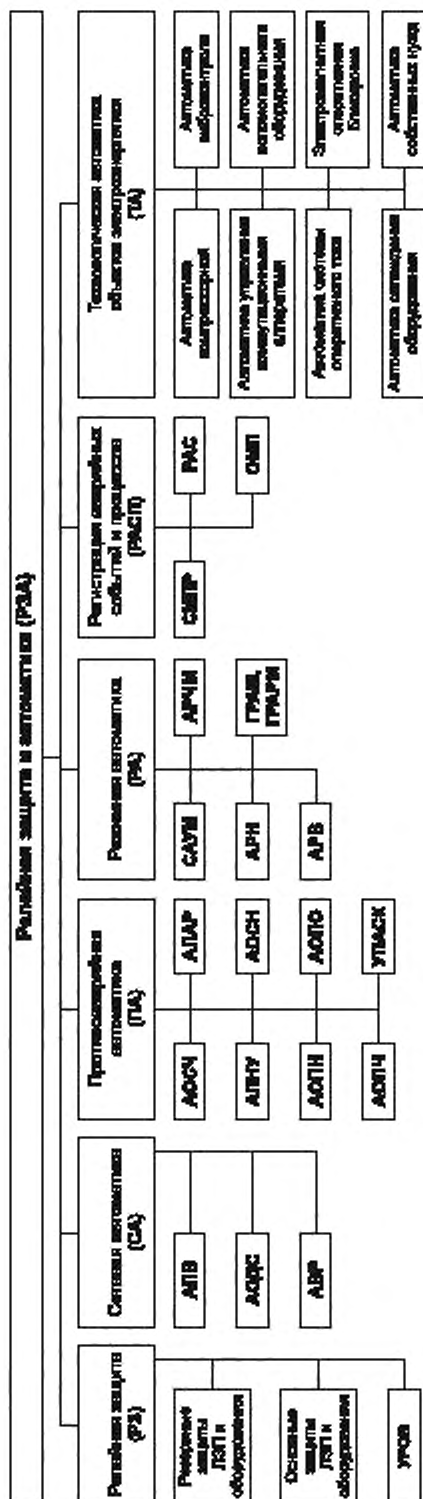 Релейная защита и автоматика (РЗА)
Релейная защита
(РЗ)
Резервные
защиты
ЛЭП и
оборудования
Основные
защиты
ЛЭП и
оборудования
УРОВ
Сетевая автоматика
(СА)
АПВ
АОДС
АВР
Противоаварийная
автоматика
(ПА)
АОСЧ
АЛАР
АПНУ
АОСН
АОПН
АОПО
АОПЧ
УПАСК
Режимная автоматика
(РА)
САУМ
АРЧМ
АРН
ГРАМ,
ГРАРМ
АРВ
Регистрация аварийных
событий и процессов
(РАСП)
СМПР
РАС
ОМП
Технологическая автоматика
объектов электроэнергетики
(ТА)
Автоматика
компрессорной
Автоматика
виброконтроля
Автоматика управления
коммутационными
аппаратами
Автоматика
вспомогательного
оборудования
Автоматика системы
оперативного тока
Электромагнитная
оперативная
блокировка
Автоматика охлаждения
оборудования
Автоматика
собственных нужд